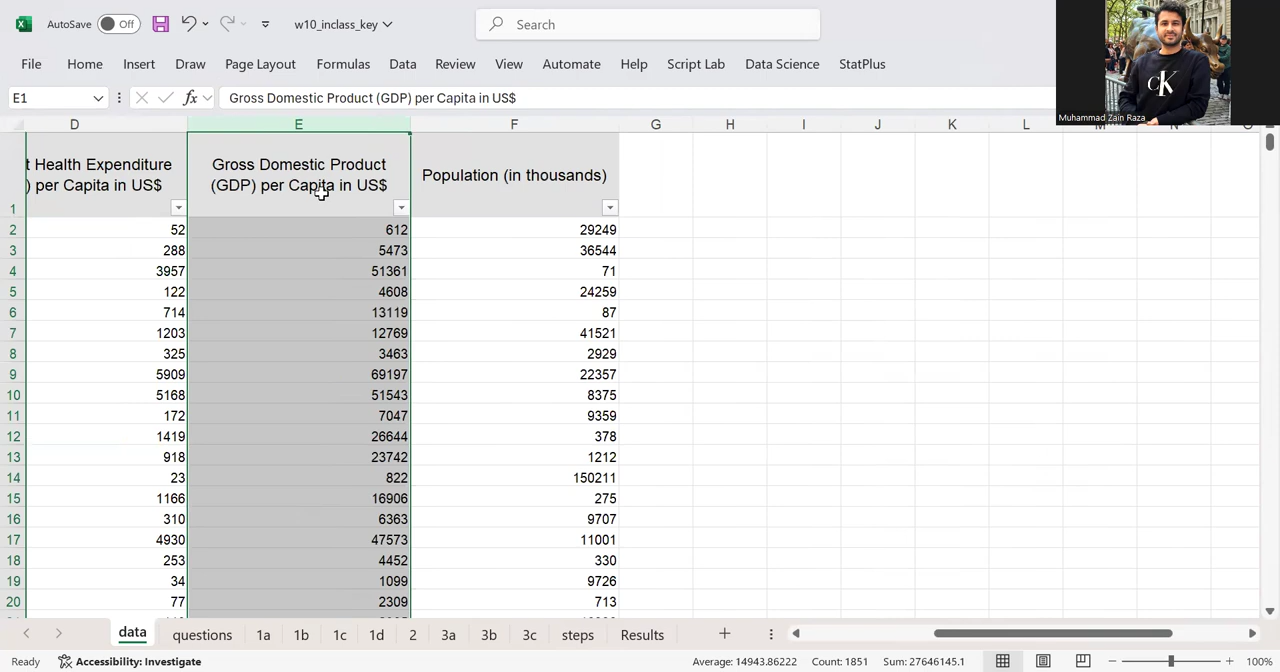 AutoSave Off w10_inclass_key Search
File Home Insert Draw Page Layout Formulas Data Review View Automate Help Script Lab Data Science StatPlus
E1 fx Gross Domestic Product (GDP) per Capita in US$
CK
Muhammad Zain Raza
D E F G H I J K L M N O
t Health Expenditure
) per Capita in US$
Gross Domestic Product
(GDP) per Capita in US$
Population (in thousands)
1
2 52 612 29249
3 288 5473 36544
4 3957 51361 71
5 122 4608 24259
6 714 13119 87
7 1203 12769 41521
8 325 3463 2929
9 5909 69197 22357
10 5168 51543 8375
11 172 7047 9359
12 1419 26644 378
13 918 23742 1212
14 23 822 150211
15 1166 16906 275
16 310 6363 9707
17 4930 47573 11001
18 253 4452 330
19 34 1099 9726
20 77 2309 713
data questions 1a 1b 1c 1d 2 3a 3b 3c steps Results
Ready Accessibility: Investigate Average: 14943.86222 Count: 1851 Sum: 27646145.1 100%